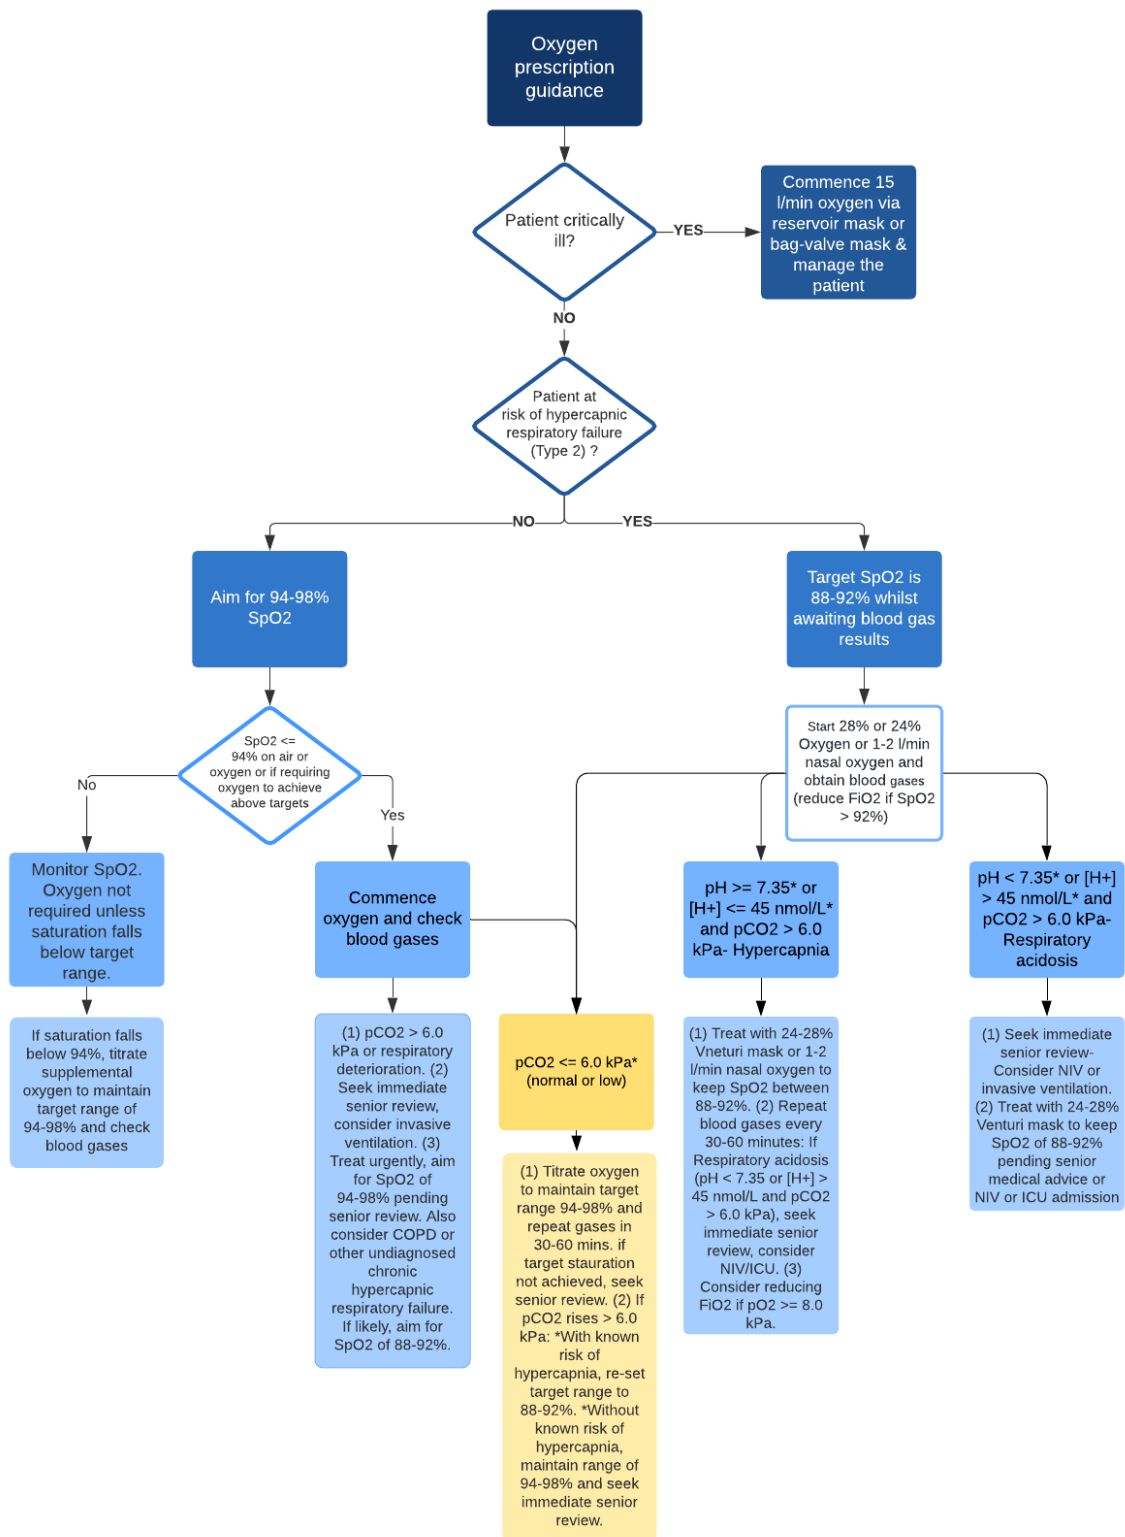 Oxygen
prescription
guidance
Patient critically
ill?
YES
Commence 15
l/min oxygen via
reservoir mask or
bag-valve mask &
manage the
patient
NO
Patient at
risk of hypercapnic
respiratory failure
(Type 2) ?
NO
YES
Aim for 94-98%
SpO2
Target SpO2 is
88-92% whilst
awaiting blood gas
results
SpO2 <=
94% on air or
oxygen or if requiring
oxygen to achieve
above targets
Start 28% or 24%
Oxygen or 1-2 l/min
nasal oxygen and
obtain blood gases
(reduce FiO2 if SpO2
> 92%)
No
Yes
Monitor SpO2.
Oxygen not
required unless
saturation falls
below target
range.
Commence
oxygen and check
blood gases
pH >= 7.35* or
[H+] <= 45 nmol/L*
and pCO2 > 6.0
kPa- Hypercapnia
pH < 7.35* or [H+]
> 45 nmol/L* and
pCO2 > 6.0 kPa-
Respiratory
acidosis
If saturation falls
below 94%, titrate
supplemental
oxygen to maintain
target range of
94-98% and check
blood gases
(1) pCO2 > 6.0
kPa or respiratory
deterioration. (2)
Seek immediate
senior review,
consider invasive
ventilation. (3)
Treat urgently, aim
for SpO2 of
94-98% pending
senior review. Also
consider COPD or
other undiagnosed
chronic
hypercapnic
respiratory failure.
If likely, aim for
SpO2 of 88-92%.
pCO2 <= 6.0 kPa*
(normal or low)
(1) Titrate oxygen
to maintain target
range 94-98% and
repeat gases in
30-60 mins. if
target stauration
not achieved, seek
senior review. (2) If
pCO2 rises > 6.0
kPa: *With known
risk of
hypercapnia, re-set
target range to
88-92%. *Without
known risk of
hypercapnia,
maintain range of
94-98% and seek
immediate senior
review.
(1) Treat with 24-28%
Vneturi mask or 1-2
l/min nasal oxygen to
keep SpO2 between
88-92%. (2) Repeat
blood gases every
30-60 minutes: If
Respiratory acidosis
(pH < 7.35 or [H+] >
45 nmol/L and pCO2
> 6.0 kPa), seek
immediate senior
review, consider
NIV/ICU. (3)
Consider reducing
FiO2 if pO2 >= 8.0
kPa.
(1) Seek immediate
senior review-
Consider NIV or
invasive ventilation.
(2) Treat with 24-28%
Venturi mask to keep
SpO2 of 88-92%
pending senior
medical advice or
NIV or ICU admission